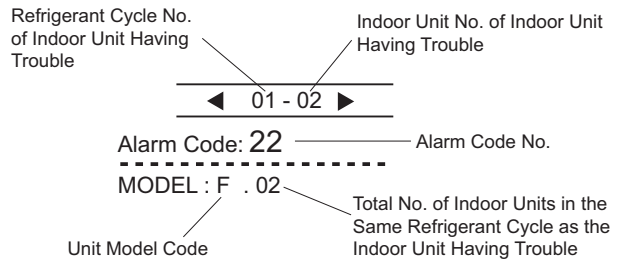 Refrigerant Cycle No.
of Indoor Unit Having
Trouble
Indoor Unit No. of Indoor Unit
Having Trouble
◀ 01 - 02 ▶
Alarm Code: 22
Alarm Code No.
MODEL : F . 02
Total No. of Indoor Units in the
Same Refrigerant Cycle as the
Indoor Unit Having Trouble
Unit Model Code